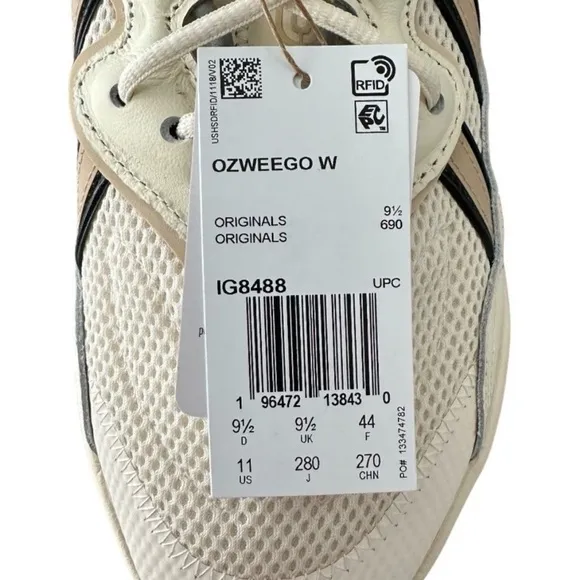 USHSDRFID/1118/V02
RFID
EPC
OZWEEGO W
ORIGINALS 9½
ORIGINALS 690
IG8488 UPC
1 96472 13843 0
9½ 9½ 44
D UK F
11 280 270
US J CHN
PO# 133474782